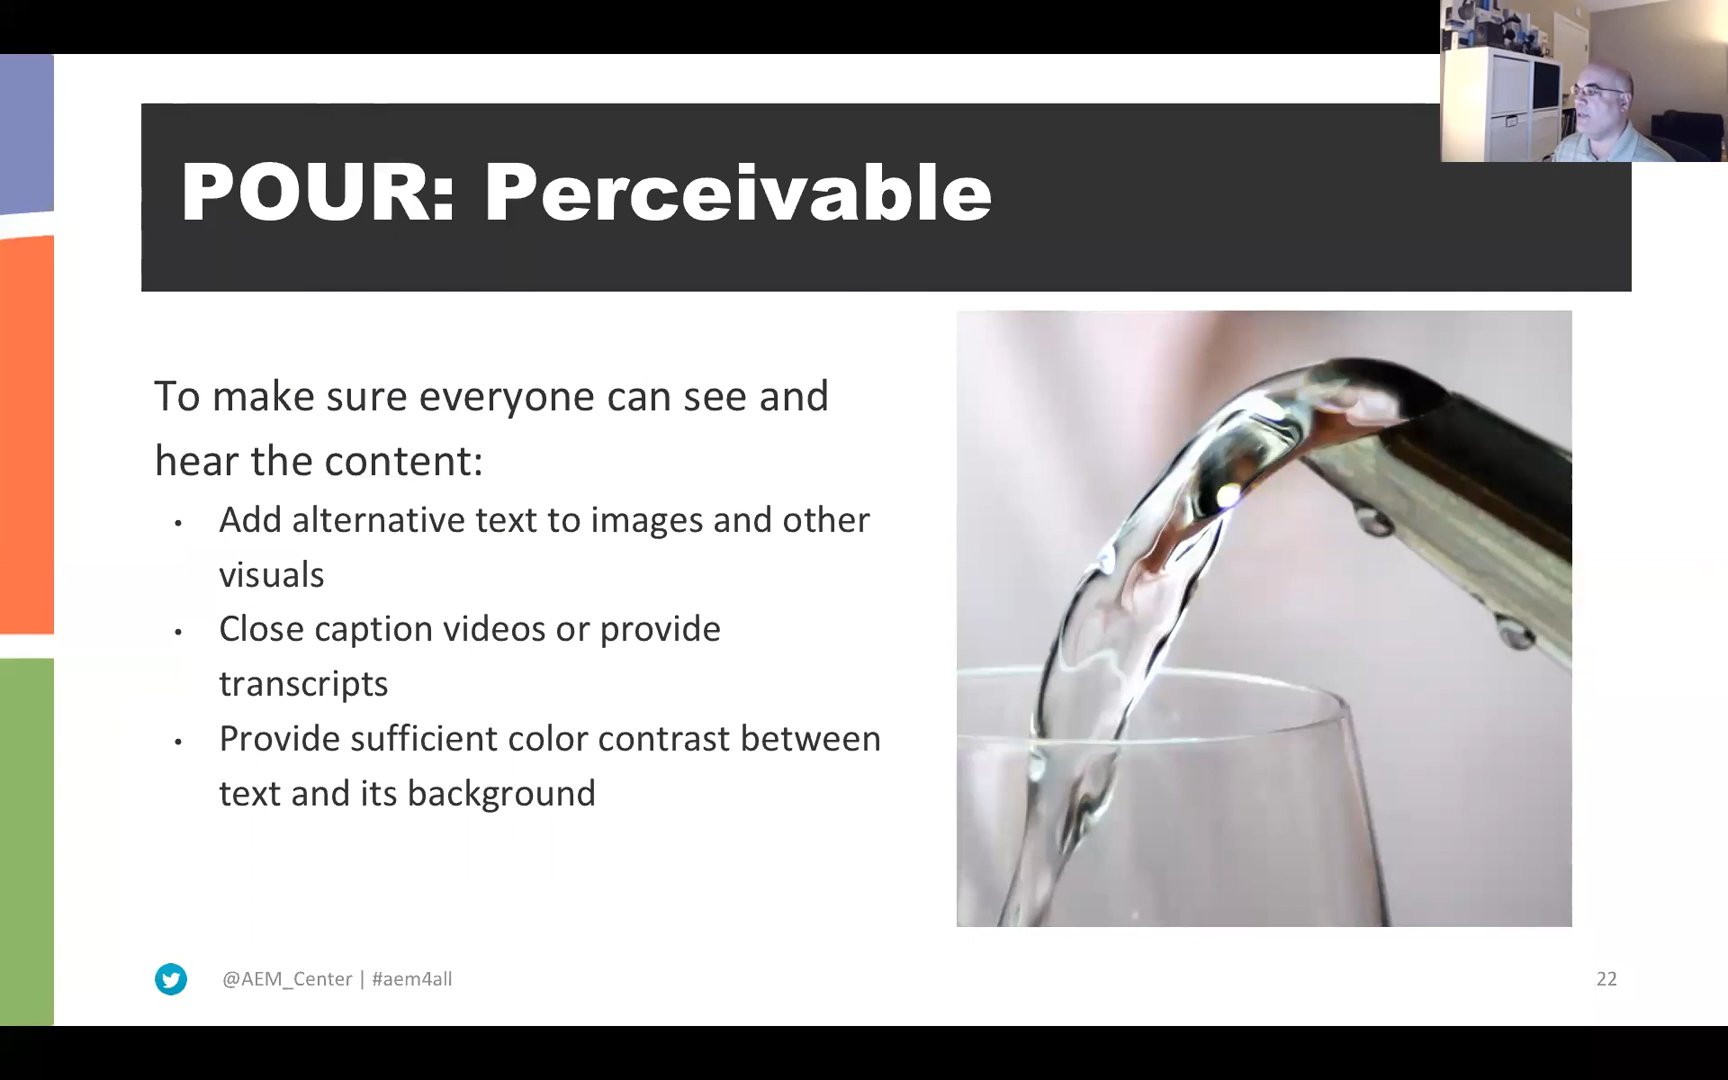 POUR: Perceivable
To make sure everyone can see and
hear the content:
• Add alternative text to images and other
visuals
• Close caption videos or provide
transcripts
• Provide sufficient color contrast between
text and its background
@AEM_Center | #aem4all
22